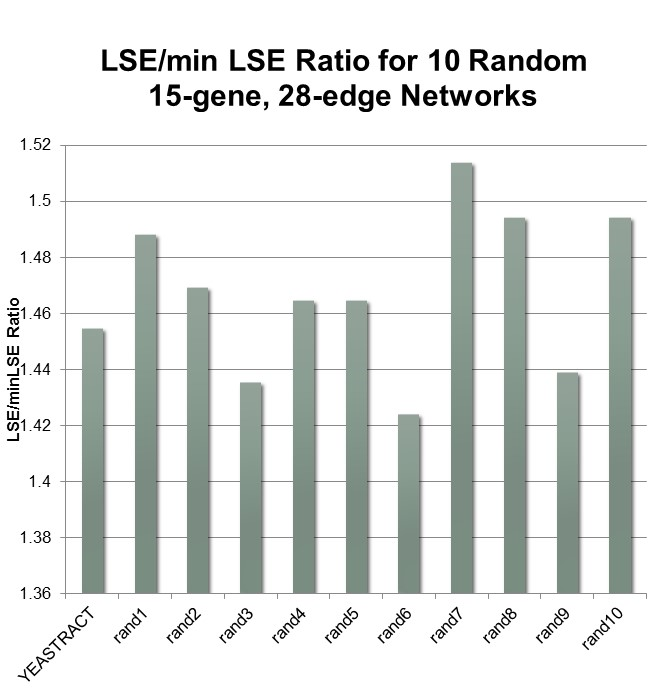 LSE/min LSE Ratio for 10 Random
15-gene, 28-edge Networks
1.52
1.5
1.48
1.46
1.44
1.42
1.4
1.38
1.36
LSE/minLSE Ratio
YEASTRACT
rand1
rand2
rand3
rand4
rand5
rand6
rand7
rand8
rand9
rand10